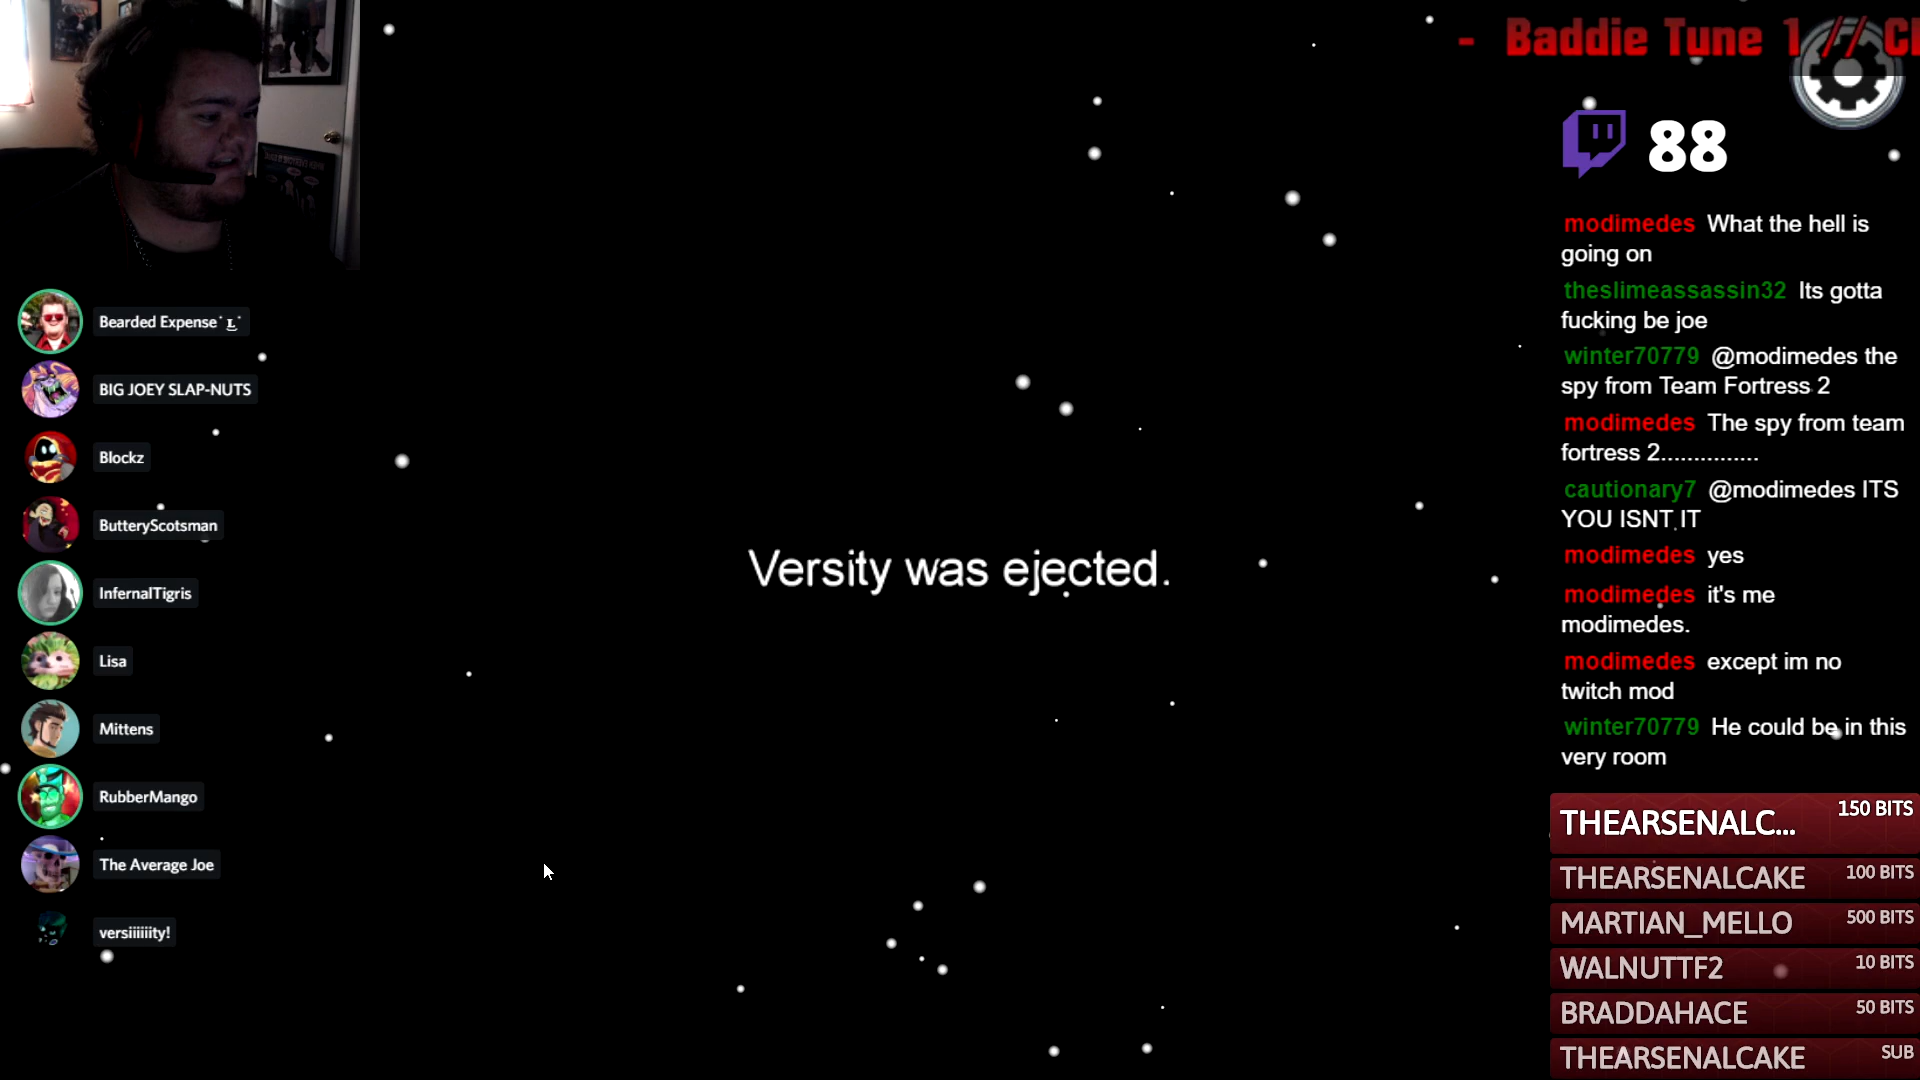 - Baddie Tune 1 // Cl
88
modimedes What the hell is
going on
theslimeassassin32 Its gotta
fucking be joe
winter70779 @modimedes the
spy from Team Fortress 2
modimedes The spy from team
fortress 2...............
cautionary7 @modimedes ITS
YOU ISNT IT
modimedes yes
modimedes it's me
modimedes.
modimedes except im no
twitch mod
winter70779 He could be in this
very room
Bearded Expense
BIG JOEY SLAP-NUTS
Blockz
ButteryScotsman
InfernalTigris
Lisa
Mittens
RubberMango
The Average Joe
versiiiiiity!
Versity was ejected.
THEARSENALC... 150 BITS
THEARSENALCAKE 100 BITS
MARTIAN_MELLO 500 BITS
WALNUTTF2 10 BITS
BRADDAHACE 50 BITS
THEARSENALCAKE SUB